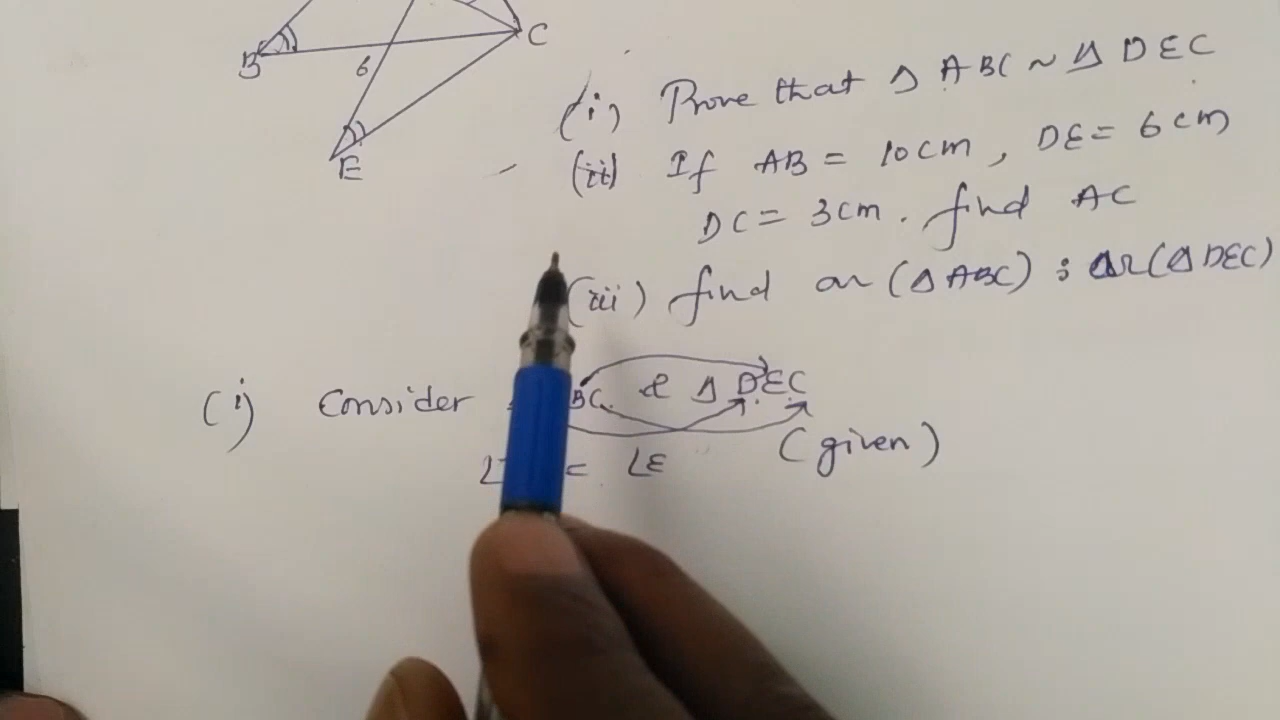 B
C
6
E
(i) Prove that Δ ABC ~ Δ DEC
(ii) If AB = 10cm, DE = 6cm
DC = 3cm. find AC
(iii) find ar (Δ ABC) : ar (Δ DEC)
(i) Consider BC & Δ DEC
∠ = ∠E (given)